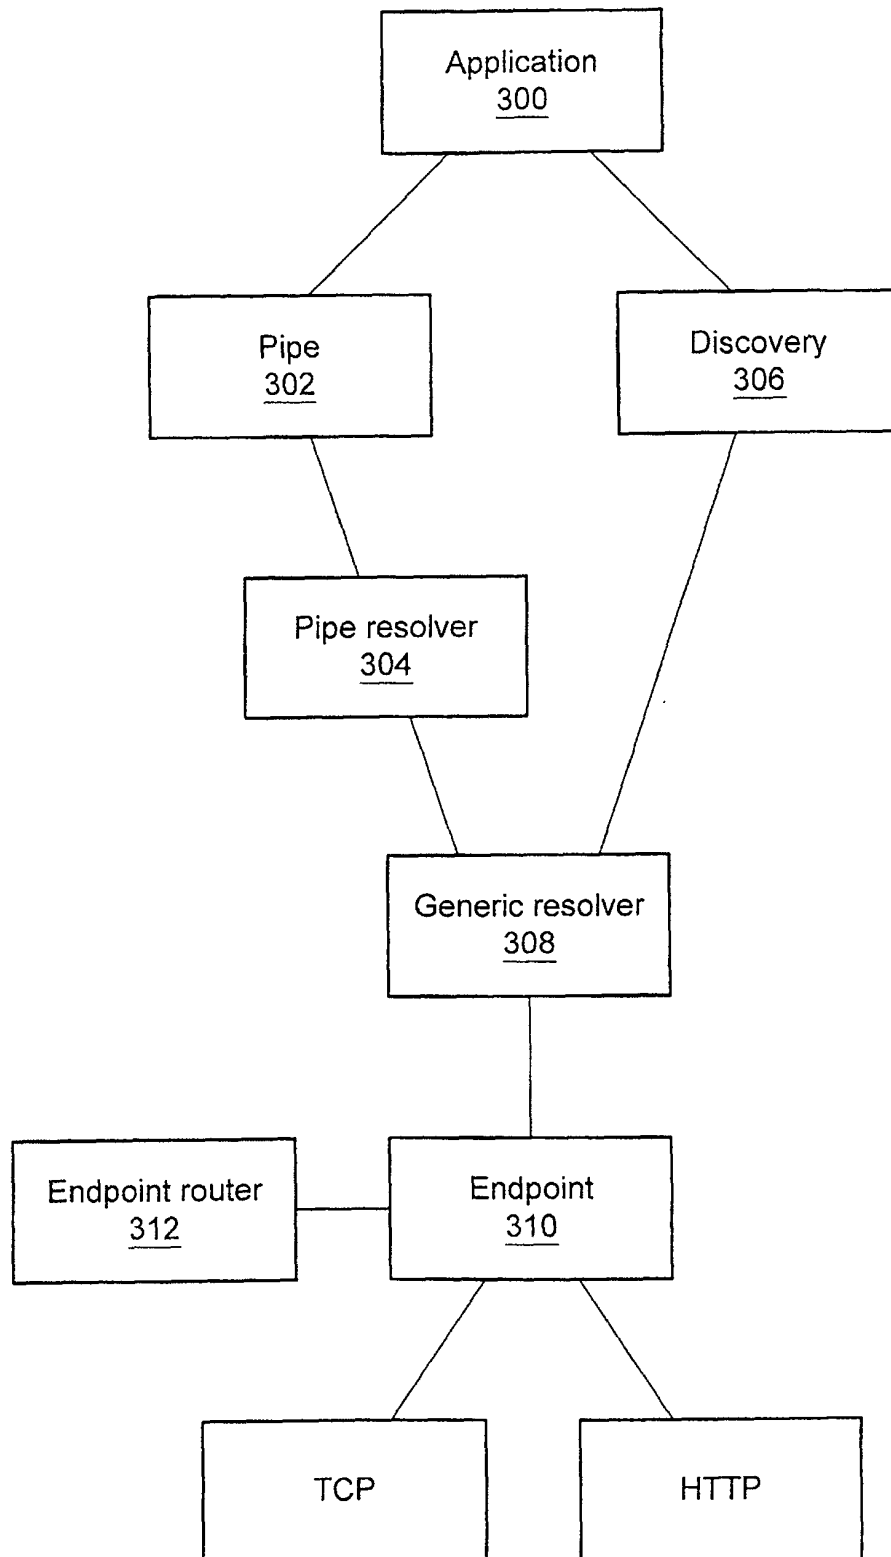 Application
300
Pipe
302
Discovery
306
Pipe resolver
304
Generic resolver
308
Endpoint router
312
Endpoint
310
TCP
HTTP